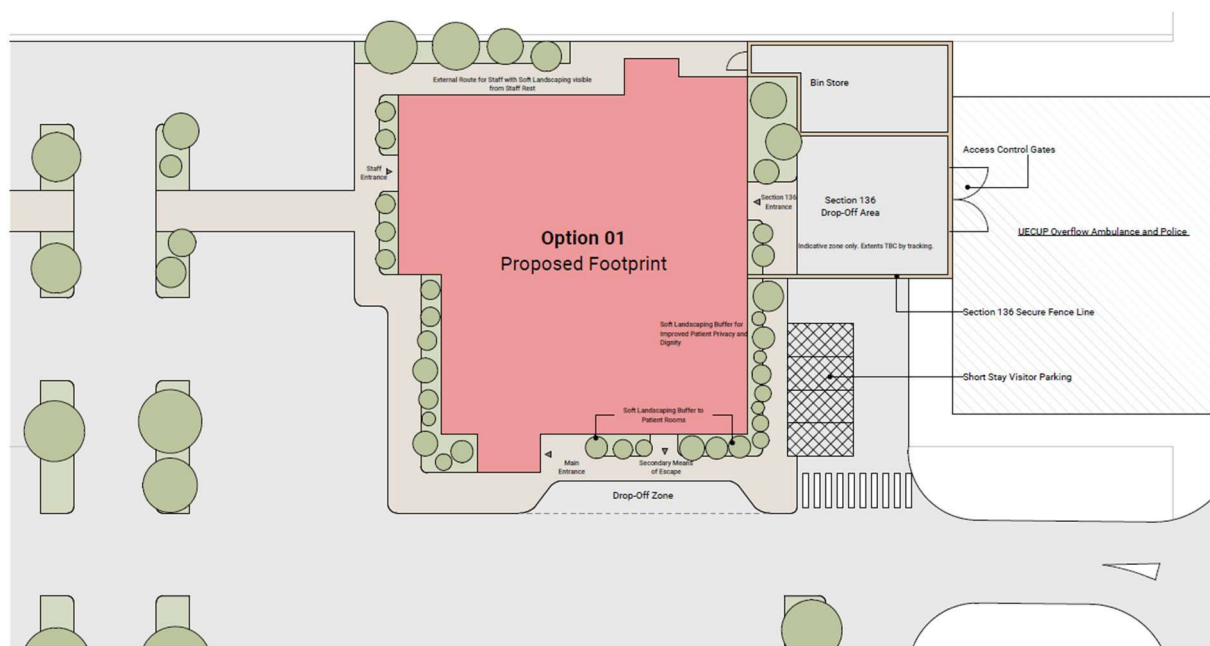 External Route for Staff with Soft Landscaping visible
from Staff Rest
Bin Store
Access Control Gates
Staff
Entrance
Section 136
Entrance
Section 136
Drop-Off Area
UECUP Overflow Ambulance and Police
Option 01
Proposed Footprint
Indicative zone only. Extents TBC by tracking.
Section 136 Secure Fence Line
Soft Landscaping Buffer for
Improved Patient Privacy and
Dignity
Short Stay Visitor Parking
Soft Landscaping Buffer to
Patient Rooms
Main
Entrance
Secondary Means
of Escape
Drop-Off Zone